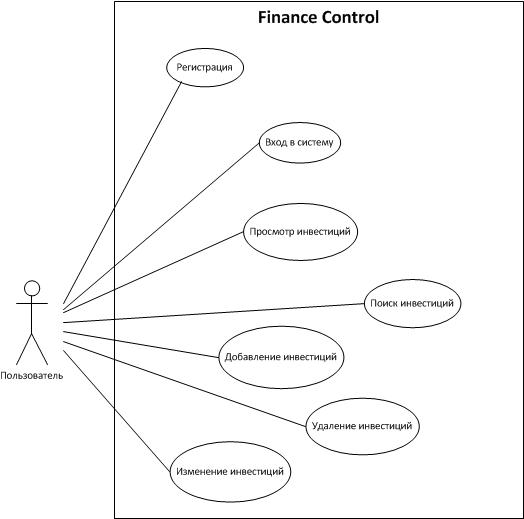 Finance Control
Регистрация
Вход в систему
Просмотр инвестиций
Поиск инвестиций
Добавление инвестиций
Пользователь
Удаление инвестиций
Изменение инвестиций